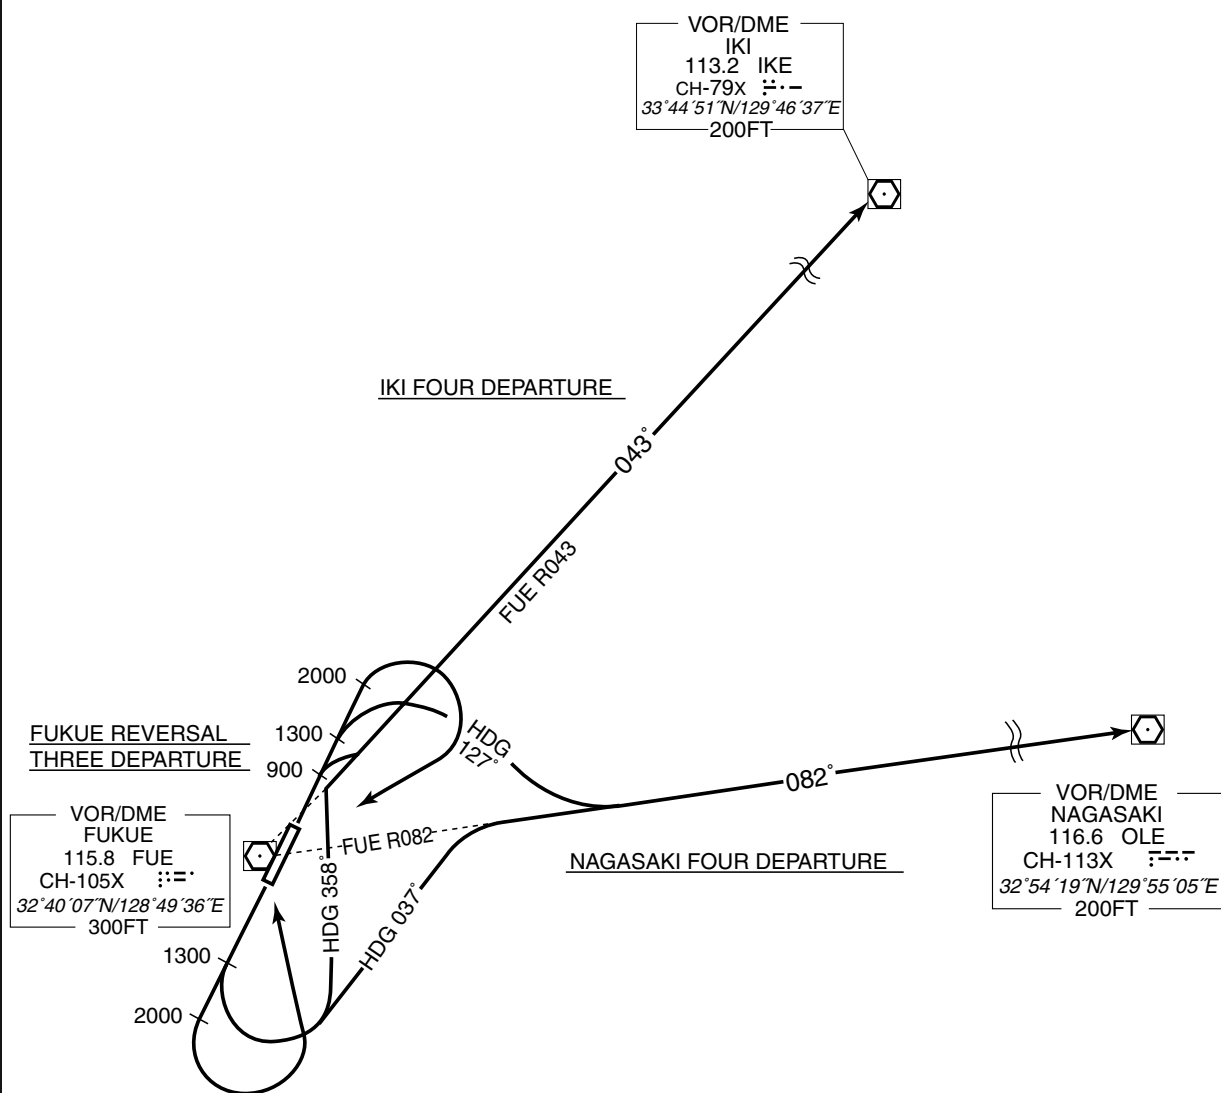 VOR/DME
IKI
113.2 IKE
CH-79X
33°44´51˝N/129°46´37˝E
200FT
IKI FOUR DEPARTURE
043°
FUE R043
2000
1300
900
FUKUE REVERSAL
THREE DEPARTURE
HDG
127°
082°
VOR/DME
FUKUE
115.8 FUE
CH-105X
32°40´07˝N/128°49´36˝E
300FT
FUE R082
NAGASAKI FOUR DEPARTURE
VOR/DME
NAGASAKI
116.6 OLE
CH-113X
32°54´19˝N/129°55´05˝E
200FT
HDG 358°
HDG 037°
1300
2000